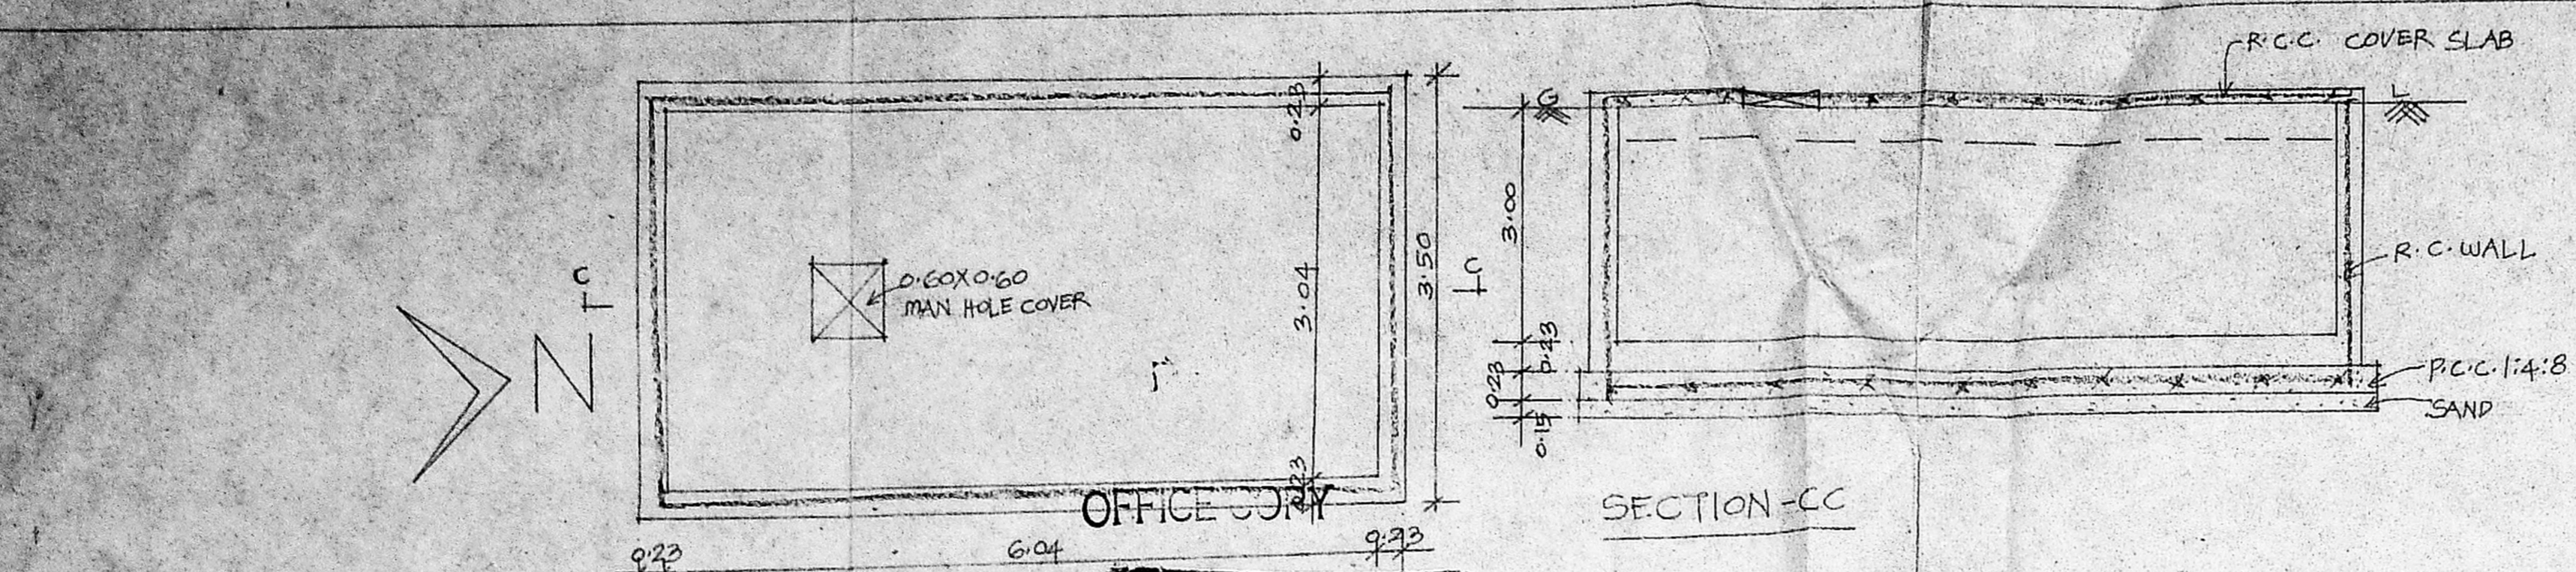 R.C.C. COVER SLAB
0.23
G
L
3.50
3.00
C
C
0.60X0.60
MAN HOLE COVER
3.04
R.C. WALL
N
0.23
0.23
P.C.C. 1:4:8
SAND
0.15
0.23
OFFICE COPY
SECTION-CC
0.23
6.04
0.23